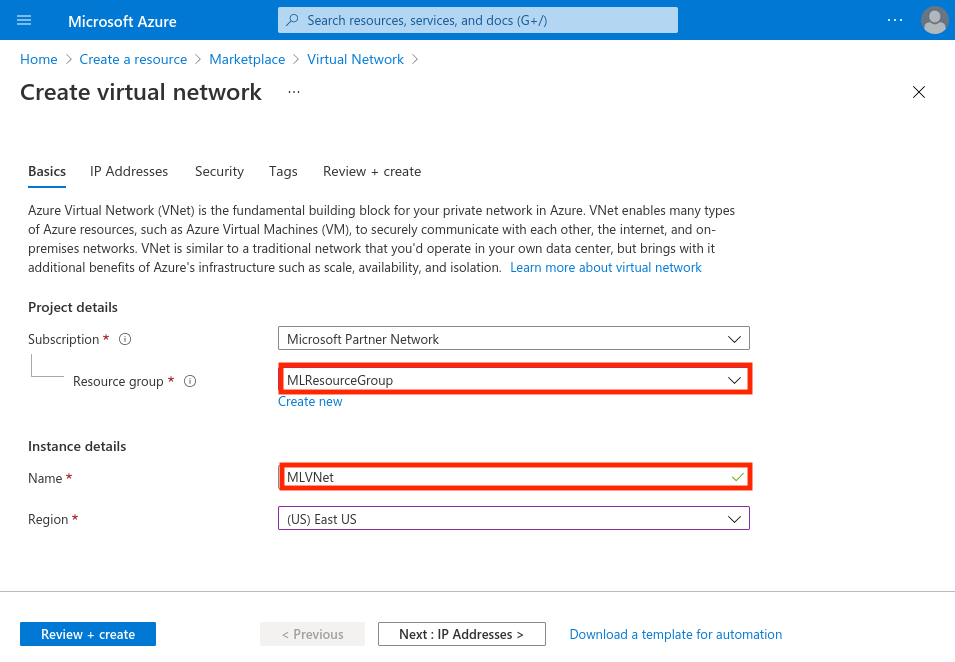 Microsoft Azure
Search resources, services, and docs (G+/)
Home > Create a resource > Marketplace > Virtual Network >
Create virtual network ...
Basics IP Addresses Security Tags Review + create
Azure Virtual Network (VNet) is the fundamental building block for your private network in Azure. VNet enables many types
of Azure resources, such as Azure Virtual Machines (VM), to securely communicate with each other, the internet, and on-
premises networks. VNet is similar to a traditional network that you'd operate in your own data center, but brings with it
additional benefits of Azure's infrastructure such as scale, availability, and isolation. Learn more about virtual network
Project details
Subscription * Microsoft Partner Network
Resource group * MLResourceGroup
Create new
Instance details
Name * MLVNet
Region * (US) East US
Review + create < Previous Next : IP Addresses > Download a template for automation